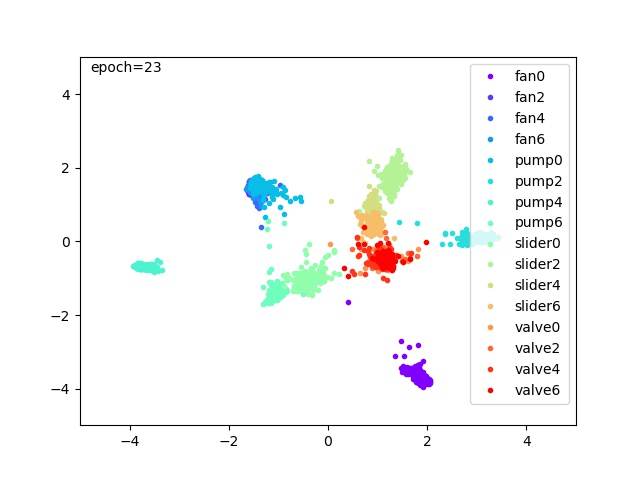 epoch=23
fan0
fan2
fan4
fan6
pump0
pump2
pump4
pump6
slider0
slider2
slider4
slider6
valve0
valve2
valve4
valve6
4
2
0
−2
−4
−4
−2
0
2
4